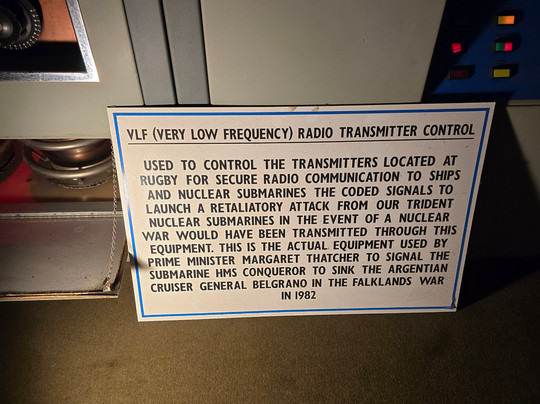 VLF (VERY LOW FREQUENCY) RADIO TRANSMITTER CONTROL
USED TO CONTROL THE TRANSMITTERS LOCATED AT
RUGBY FOR SECURE RADIO COMMUNICATION TO SHIPS
AND NUCLEAR SUBMARINES THE CODED SIGNALS TO
LAUNCH A RETALIATORY ATTACK FROM OUR TRIDENT
NUCLEAR SUBMARINES IN THE EVENT OF A NUCLEAR
WAR WOULD HAVE BEEN TRANSMITTED THROUGH THIS
EQUIPMENT. THIS IS THE ACTUAL EQUIPMENT USED BY
PRIME MINISTER MARGARET THATCHER TO SIGNAL THE
SUBMARINE HMS CONQUEROR TO SINK THE ARGENTIAN
CRUISER GENERAL BELGRANO IN THE FALKLANDS WAR
IN 1982